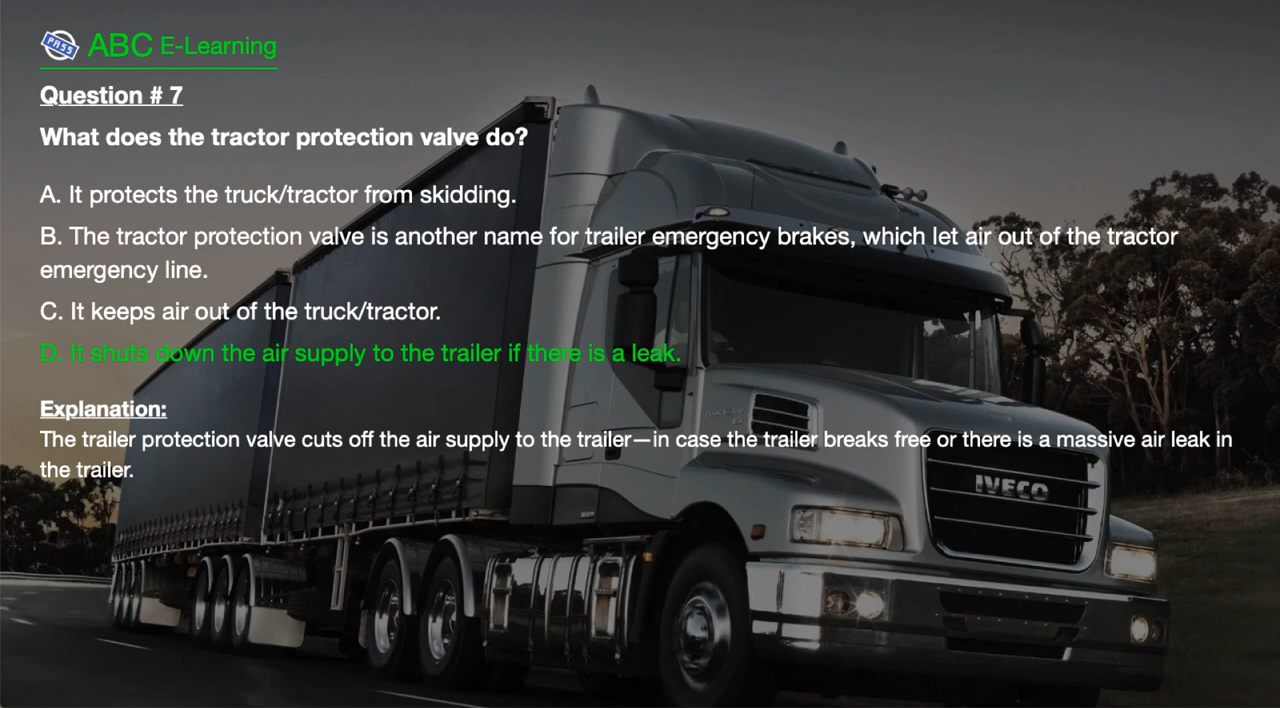 PASS
ABC E-Learning
Question # 7
What does the tractor protection valve do?
A. It protects the truck/tractor from skidding.
B. The tractor protection valve is another name for trailer emergency brakes, which let air out of the tractor
emergency line.
C. It keeps air out of the truck/tractor.
D. It shuts down the air supply to the trailer if there is a leak.
Explanation:
The trailer protection valve cuts off the air supply to the trailer—in case the trailer breaks free or there is a massive air leak in
the trailer.
IVECO